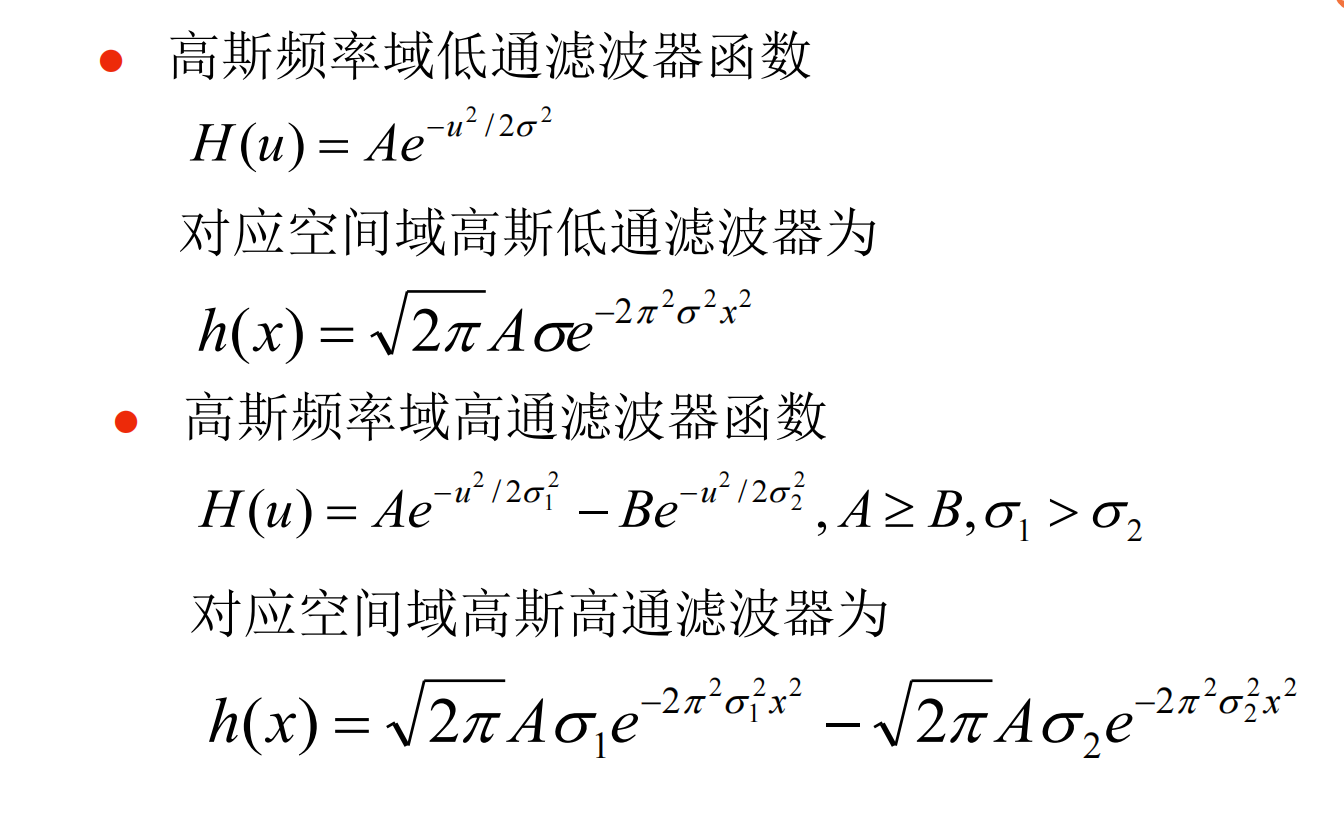 • 高斯频率域低通滤波器函数
H(u) = Ae^{-u^2/2σ^2}
对应空间域高斯低通滤波器为
h(x) = √(2π) Aσe^{-2π^2σ^2x^2}
• 高斯频率域高通滤波器函数
H(u) = Ae^{-u^2/2σ_1^2} − Be^{-u^2/2σ_2^2}, A ≥ B, σ_1 > σ_2
对应空间域高斯高通滤波器为
h(x) = √(2π) Aσ_1e^{-2π^2σ_1^2x^2} − √(2π) Aσ_2e^{-2π^2σ_2^2x^2}